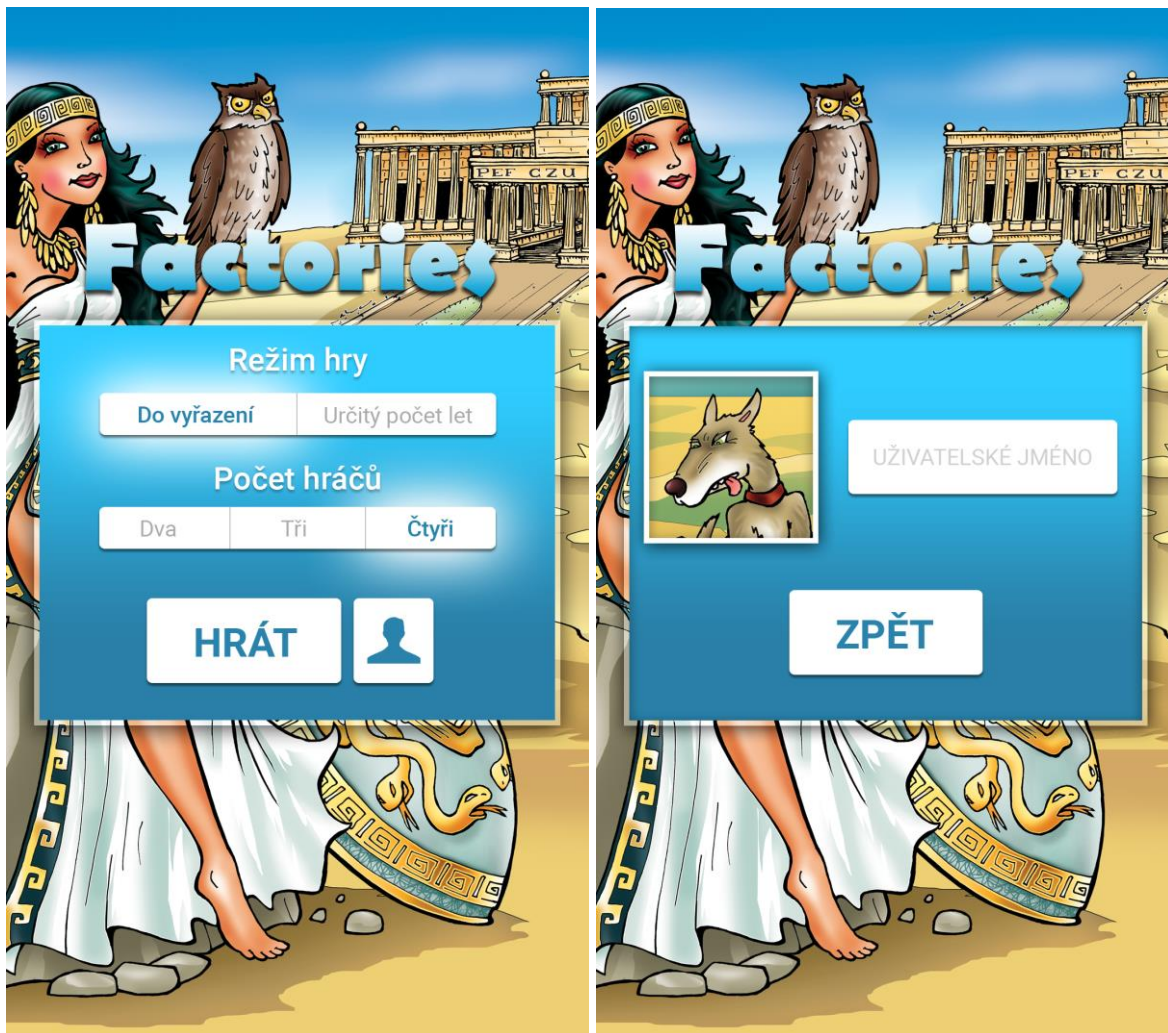 PEF CZU
Factories
Režim hry
Do vyřazení
Určitý počet let
Počet hráčů
Dva
Tři
Čtyři
HRÁT
PEF CZU
Factories
UŽIVATELSKÉ JMÉNO
ZPĚT